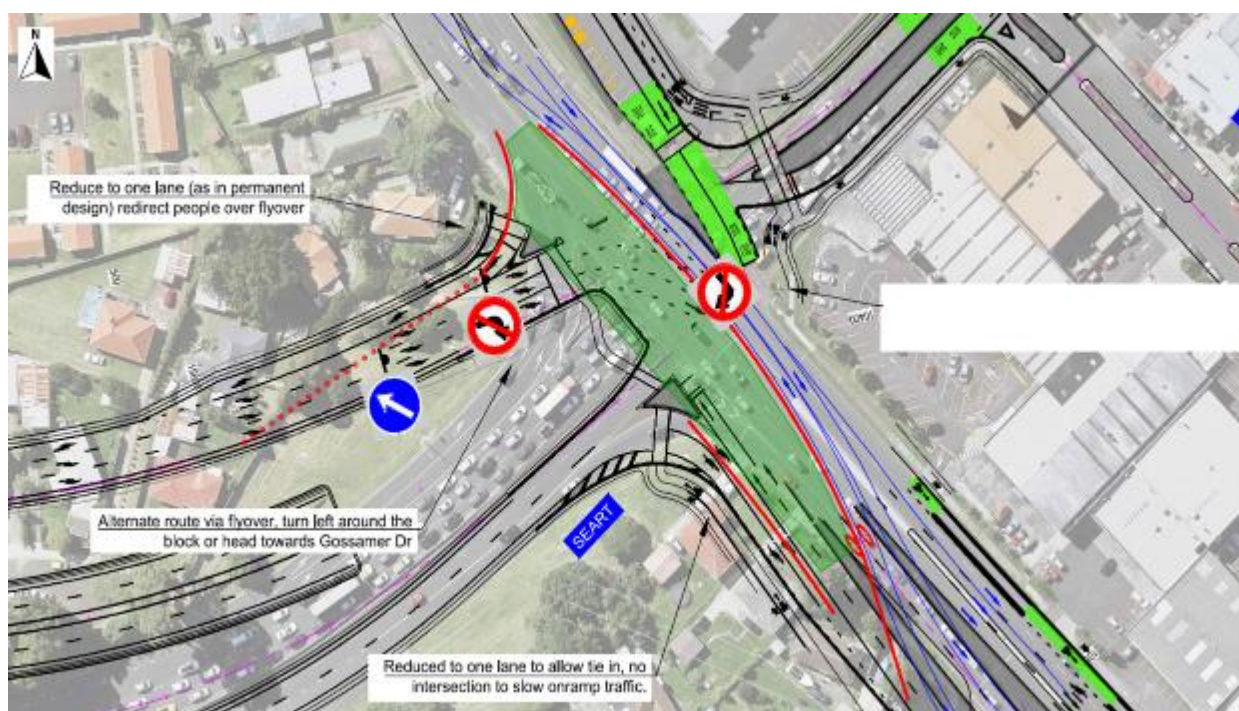 N
Reduce to one lane (as in permanent
design) redirect people over flyover
Alternate route via flyover, turn left around the
block or head towards Gossamer Dr
SEART
Reduced to one lane to allow tie in, no
intersection to slow onramp traffic.